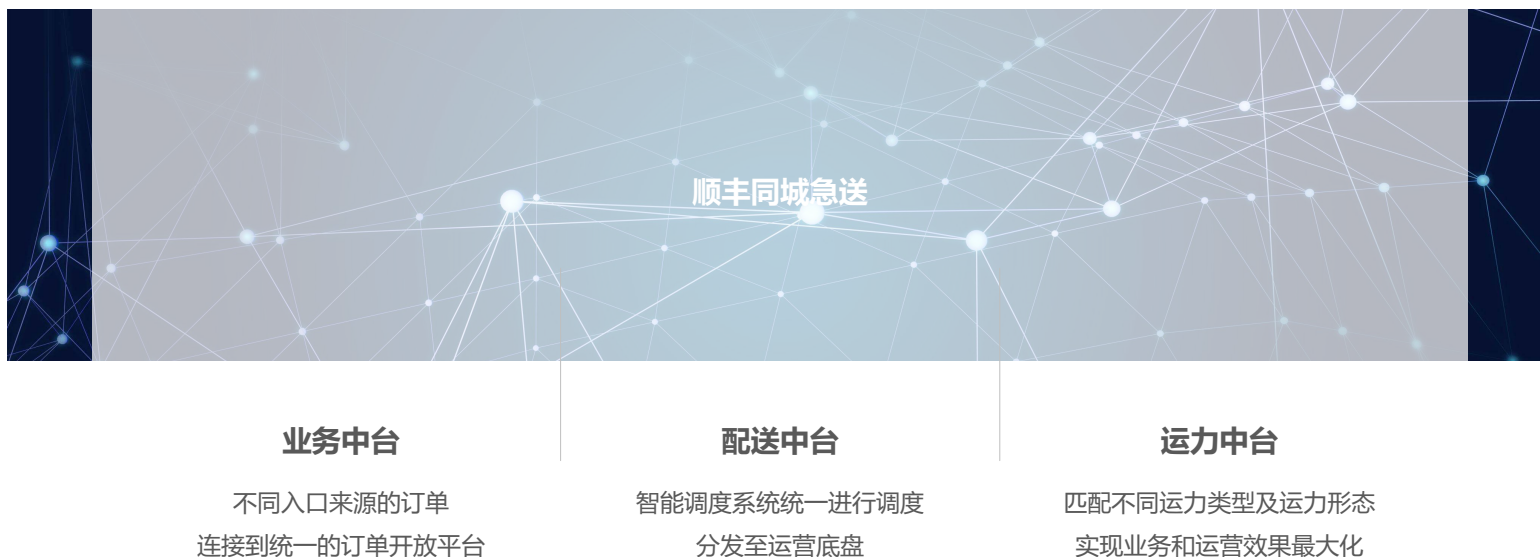 顺丰同城急送
业务中台
不同入口来源的订单
连接到统一的订单开放平台
配送中台
智能调度系统统一进行调度
分发至运营底盘
运力中台
匹配不同运力类型及运力形态
实现业务和运营效果最大化